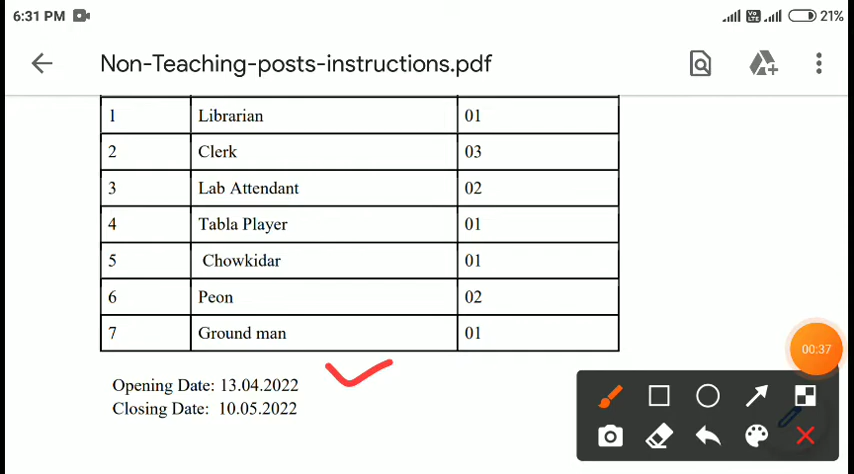 6:31 PM Vo LTE 21%
Non-Teaching-posts-instructions.pdf
1 Librarian 01
2 Clerk 03
3 Lab Attendant 02
4 Tabla Player 01
5 Chowkidar 01
6 Peon 02
7 Ground man 01
00:37
Opening Date: 13.04.2022
Closing Date: 10.05.2022